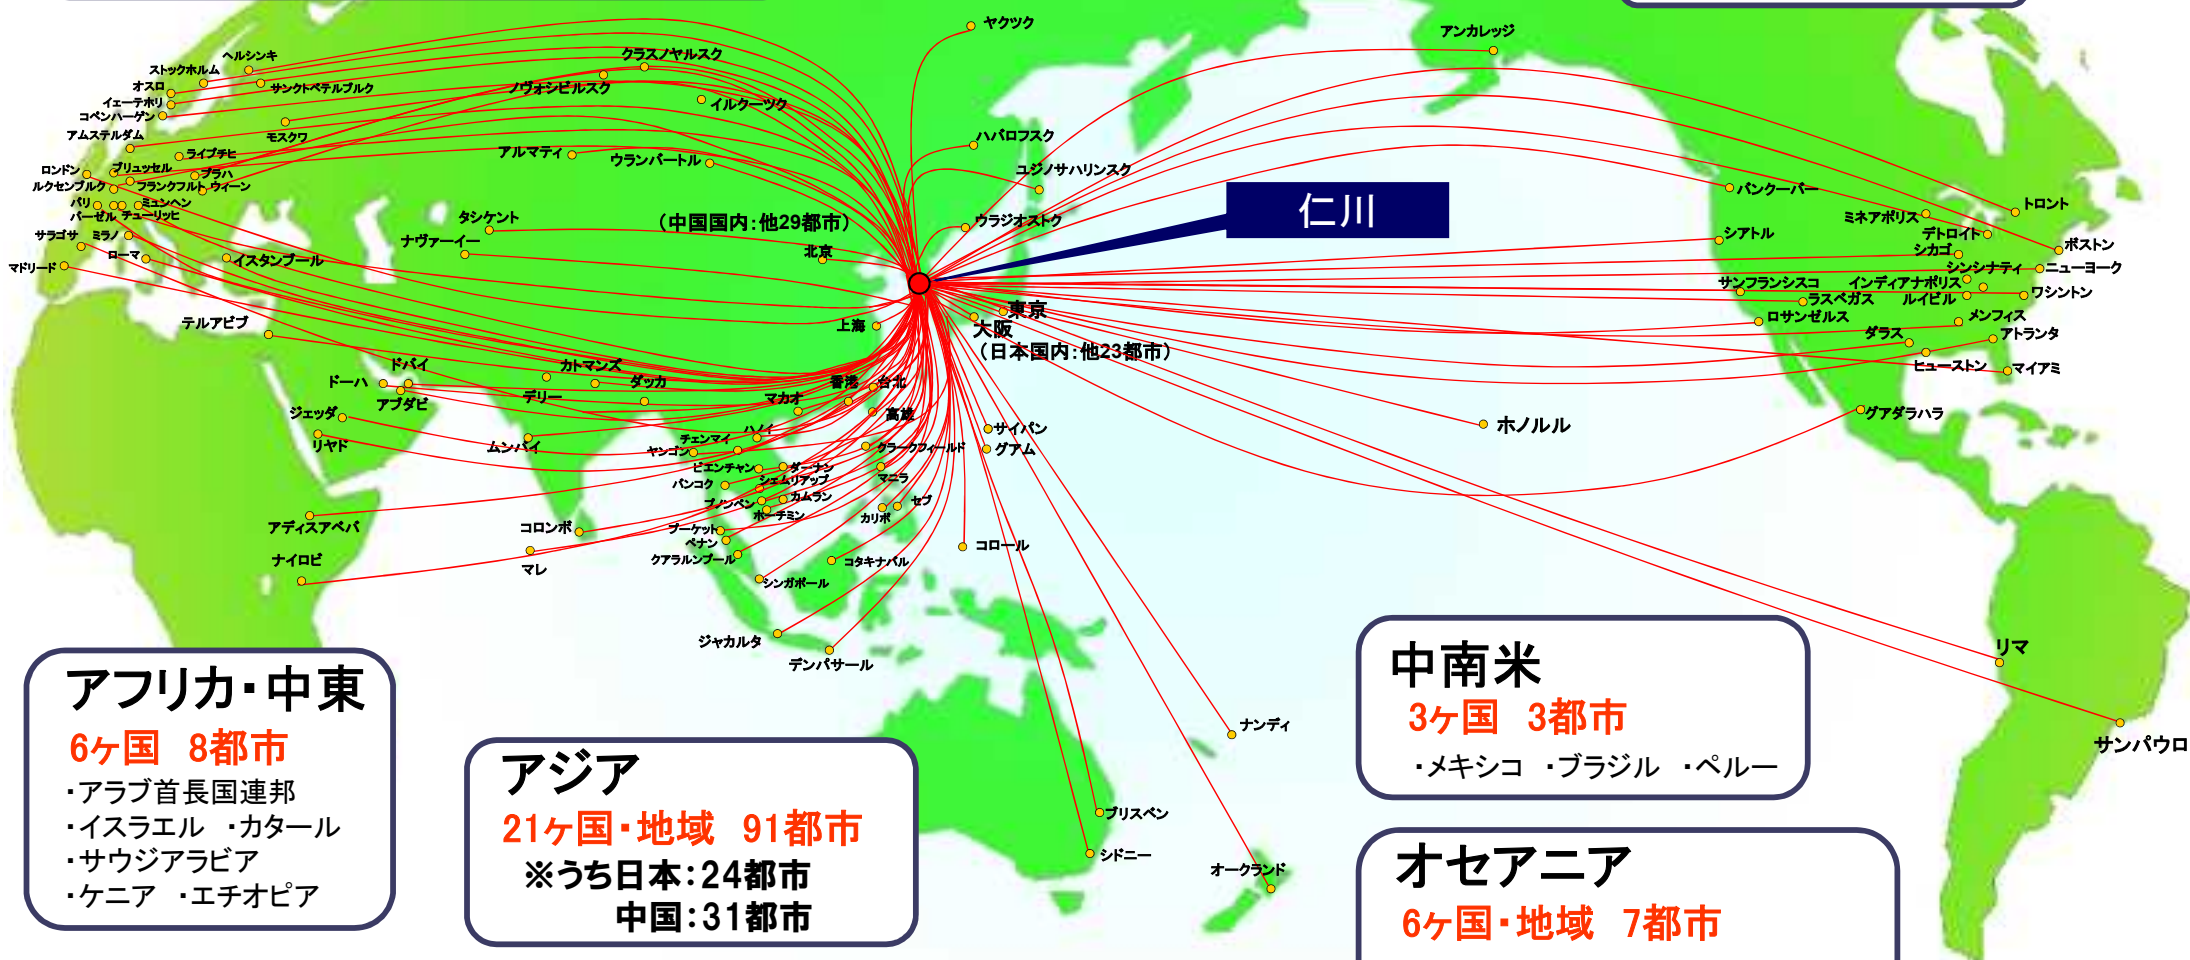 ヤクツク
アンカレッジ
ヘルシンキ
クラスノヤルスク
ストックホルム
オスロ
サンクトペテルブルク
ノヴォシビルスク
イェーテボリ
イルクーツク
コペンハーゲン
アムステルダム
モスクワ
ハバロフスク
ライプチヒ
アルマティ
ウランバートル
ロンドン
ブリュッセル
プラハ
ユジノサハリンスク
ルクセンブルク
フランクフルト
ウィーン
バンクーバー
パリ
ミュンヘン
バーゼル
チューリッヒ
タシケント
(中国国内:他29都市)
ウラジオストク
仁川
ミネアポリス
トロント
サラゴサ
ミラノ
ナヴァーイー
シアトル
デトロイト
ボストン
ローマ
北京
シカゴ
マドリード
イスタンブール
シンシナティ
ニューヨーク
サンフランシスコ
インディアナポリス
ラスベガス
ルイビル
ワシントン
東京
テルアビブ
上海
大阪
ロサンゼルス
メンフィス
ダラス
アトランタ
(日本国内:他23都市)
ドバイ
カトマンズ
ヒューストン
マイアミ
ドーハ
ダッカ
香港
台北
アブダビ
デリー
マカオ
ジェッダ
高雄
グアダラハラ
リヤド
ムンバイ
ハノイ
チェンマイ
サイパン
ホノルル
ヤンゴン
クラークフィールド
グアム
ビエンチャン
ダーナン
バンコク
シェムリアップ
マニラ
プノンペン
カムラン
セブ
ホーチミン
カリボ
アディスアベバ
コロンボ
プーケット
ペナン
コロール
ナイロビ
マレ
クアラルンプール
コタキナバル
シンガポール
ジャカルタ
デンパサール
リマ
ナンディ
サンパウロ
ブリスベン
シドニー
オークランド
アフリカ・中東
6ヶ国 8都市
・アラブ首長国連邦
・イスラエル ・カタール
・サウジアラビア
・ケニア ・エチオピア
アジア
21ヶ国・地域 91都市
※うち日本:24都市
中国:31都市
中南米
3ヶ国 3都市
・メキシコ ・ブラジル ・ペルー
オセアニア
6ヶ国・地域 7都市